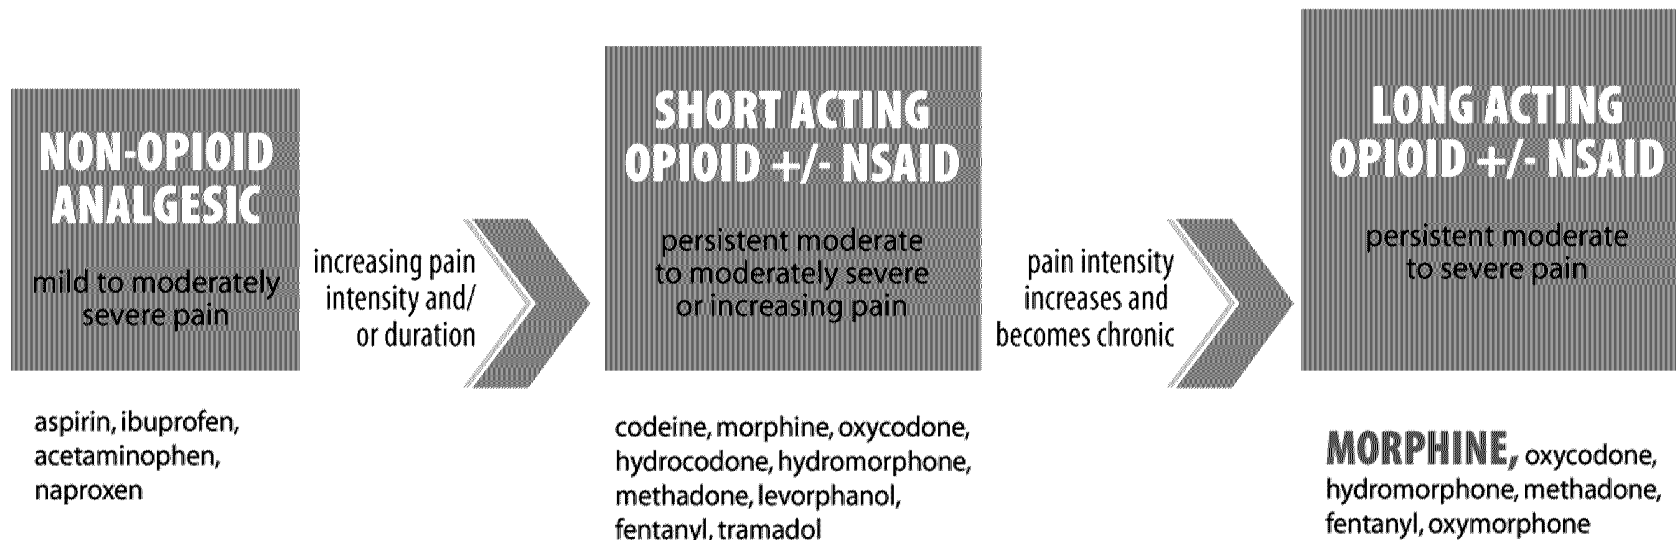 NON-OPIOID
ANALGESIC
mild to moderately
severe pain
aspirin, ibuprofen,
acetaminophen,
naproxen
increasing pain
intensity and/
or duration
SHORT ACTING
OPIOID +/- NSAID
persistent moderate
to moderately severe
or increasing pain
codeine, morphine, oxycodone,
hydrocodone, hydromorphone,
methadone, levorphanol,
fentanyl, tramadol
pain intensity
increases and
becomes chronic
LONG ACTING
OPIOID +/- NSAID
persistent moderate
to severe pain
MORPHINE, oxycodone,
hydromorphone, methadone,
fentanyl, oxymorphone